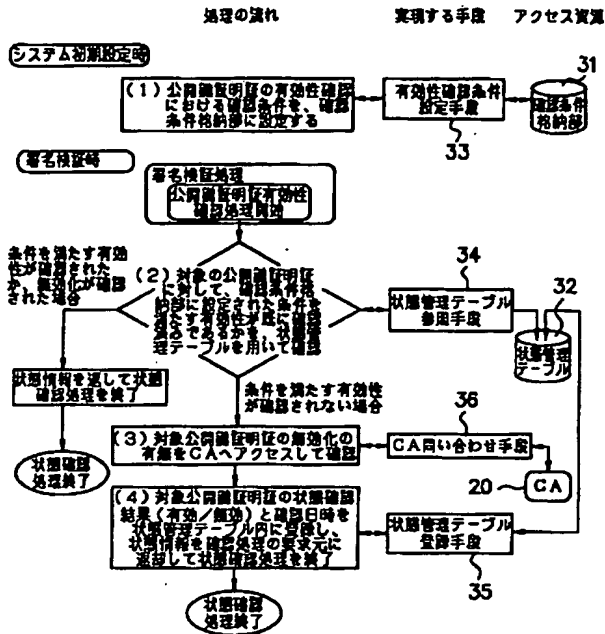 処理の流れ
実現する手段
アクセス資源
システム初期設定時
(1)公開鍵証明証の有効性確認
における確認条件を、確認
条件格納部に設定する
有効性確認条件
設定手段
33
31
確認条件
格納部
署名検証時
署名検証処理
公開鍵証明証有効性
確認処理開始
条件を満たす有効
性が確認された
か、無効化が確認
された場合
(2)対象の公開鍵証明証
に対して、確認条件格
納部に設定された条件を
満たす有効性が既に確認
済みであるかを、状態管
理テーブルを用いて確認
34
状態管理テーブル
参照手段
32
状態管理
テーブル
状態情報を返して状態
確認処理を終了
条件を満たす有効性
が確認されない場合
状態確認
処理終了
(3)対象公開鍵証明証の無効化の
有無をCAへアクセスして確認
36
CA問い合わせ手段
20
CA
(4)対象公開鍵証明証の状態確認
結果(有効/無効)と確認日時を
状態管理テーブル内に登録し、
状態情報を確認処理の要求元に
返却して状態確認処理を終了
状態管理テーブル
登録手段
35
状態確認
処理終了